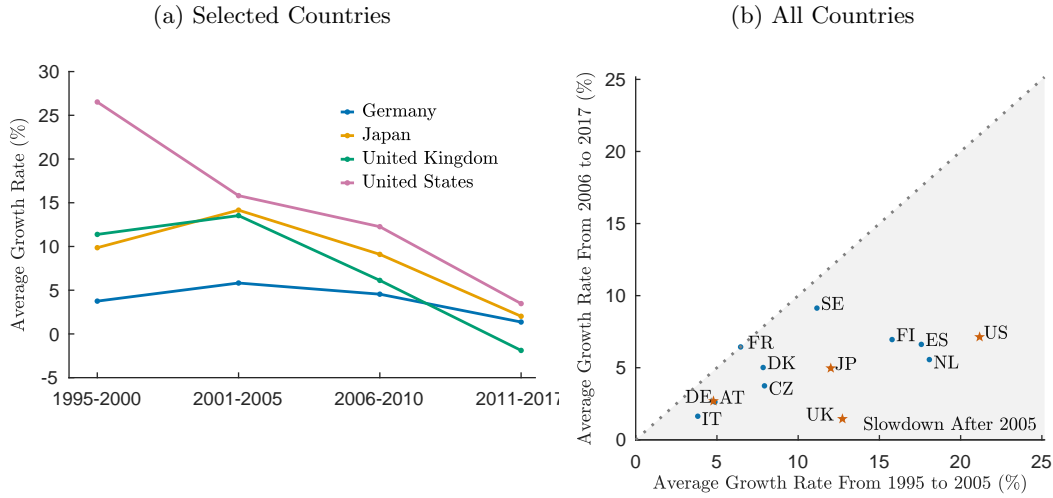 (a) Selected Countries
Average Growth Rate (%)
30
25
20
15
10
5
0
-5
Germany
Japan
United Kingdom
United States
1995-2000
2001-2005
2006-2010
2011-2017
(b) All Countries
Average Growth Rate From 2006 to 2017 (%)
25
20
15
10
5
0
SE
FR
FI
ES
US
DK
JP
NL
CZ
DE
AT
IT
UK
Slowdown After 2005
0
5
10
15
20
25
Average Growth Rate From 1995 to 2005 (%)